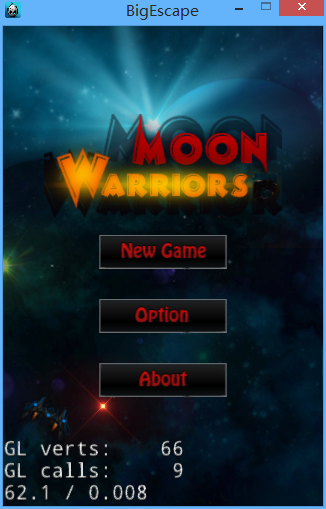 BigEscape
MOON
WARRIORS
New Game
Option
About
GL verts: 66
GL calls: 9
62.1 / 0.008